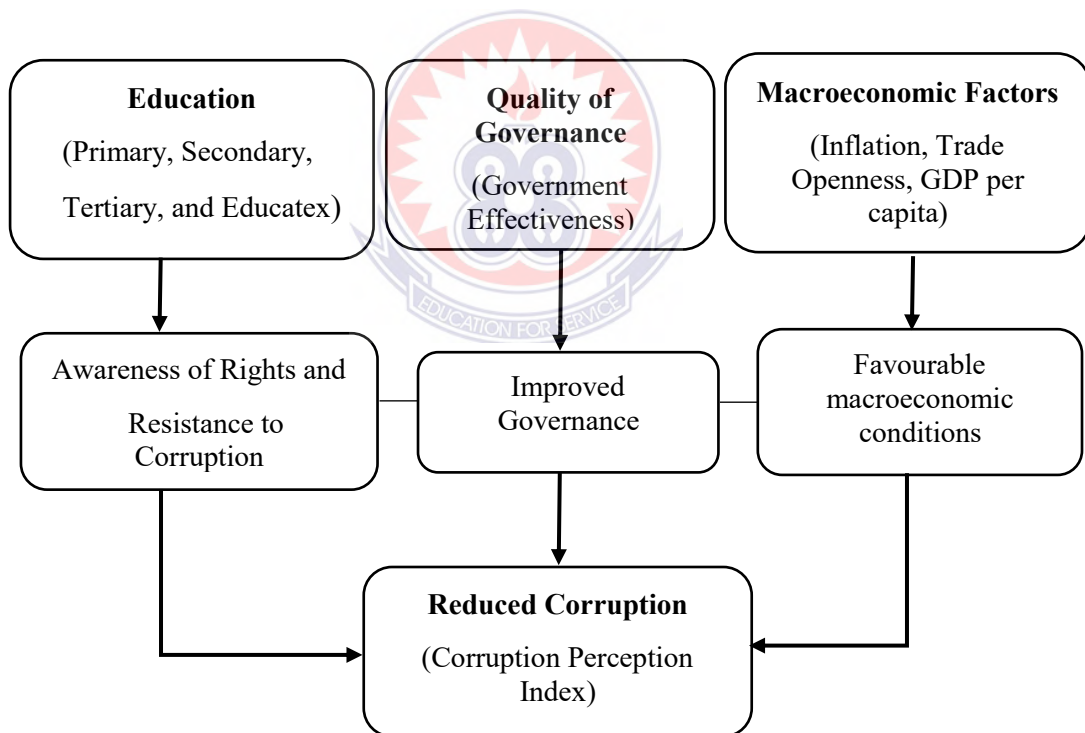 Education
(Primary, Secondary,
Tertiary, and Educatex)
Quality of
Governance
(Government
Effectiveness)
Macroeconomic Factors
(Inflation, Trade
Openness, GDP per
capita)
EDUCATION FOR SERVICE
Awareness of Rights and
Resistance to
Corruption
Improved
Governance
Favourable
macroeconomic
conditions
Reduced Corruption
(Corruption Perception
Index)